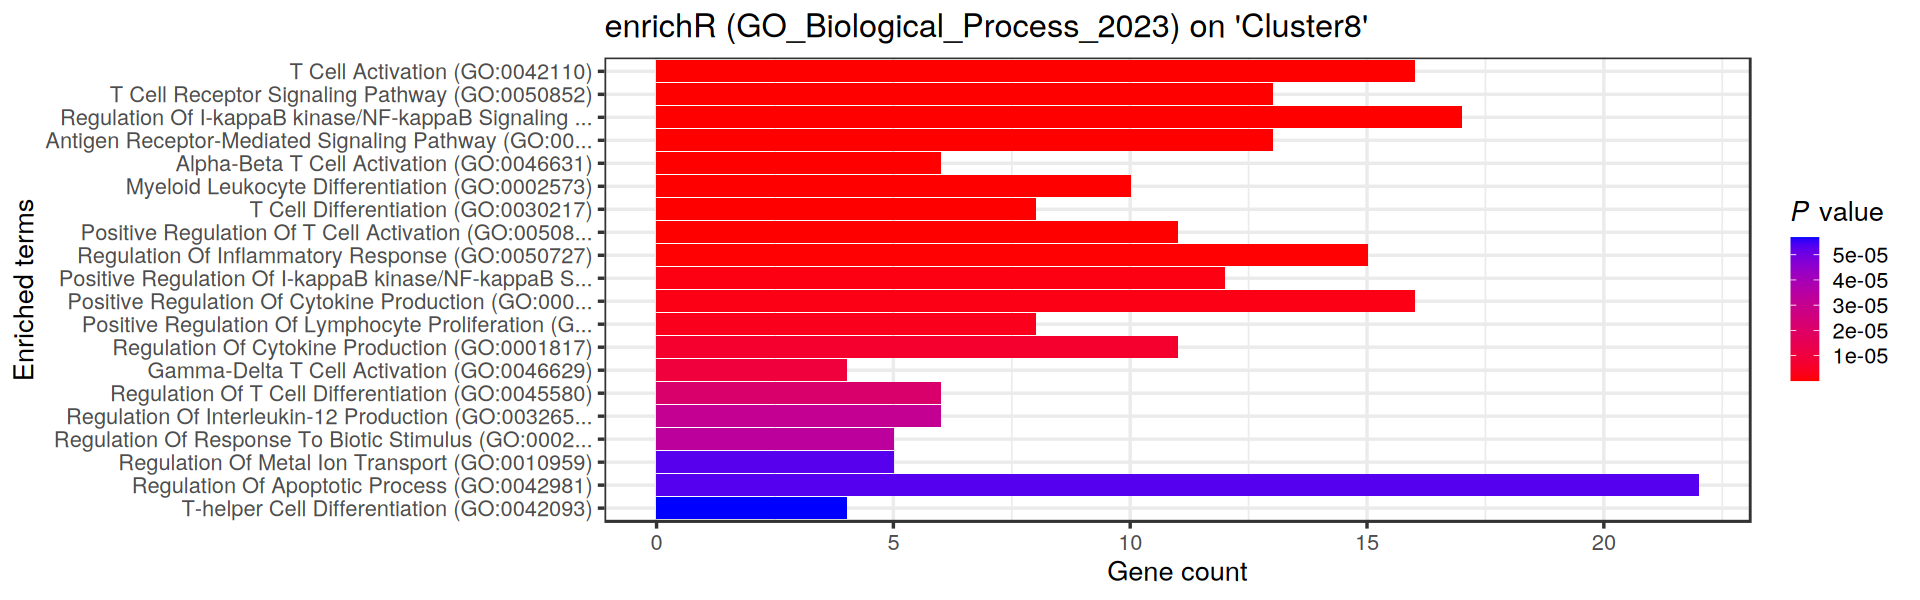 enrichR (GO_Biological_Process_2023) on 'Cluster8'
Enriched terms
T Cell Activation (GO:0042110)
T Cell Receptor Signaling Pathway (GO:0050852)
Regulation Of I-kappaB kinase/NF-kappaB Signaling ...
Antigen Receptor-Mediated Signaling Pathway (GO:00...
Alpha-Beta T Cell Activation (GO:0046631)
Myeloid Leukocyte Differentiation (GO:0002573)
T Cell Differentiation (GO:0030217)
Positive Regulation Of T Cell Activation (GO:00508...
Regulation Of Inflammatory Response (GO:0050727)
Positive Regulation Of I-kappaB kinase/NF-kappaB S...
Positive Regulation Of Cytokine Production (GO:000...
Positive Regulation Of Lymphocyte Proliferation (G...
Regulation Of Cytokine Production (GO:0001817)
Gamma-Delta T Cell Activation (GO:0046629)
Regulation Of T Cell Differentiation (GO:0045580)
Regulation Of Interleukin-12 Production (GO:003265...
Regulation Of Response To Biotic Stimulus (GO:0002...
Regulation Of Metal Ion Transport (GO:0010959)
Regulation Of Apoptotic Process (GO:0042981)
T-helper Cell Differentiation (GO:0042093)
0 5 10 15 20
Gene count
P value
5e-05
4e-05
3e-05
2e-05
1e-05